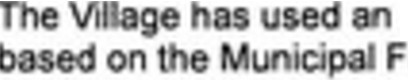 The Village has used an
based on the Municipal F